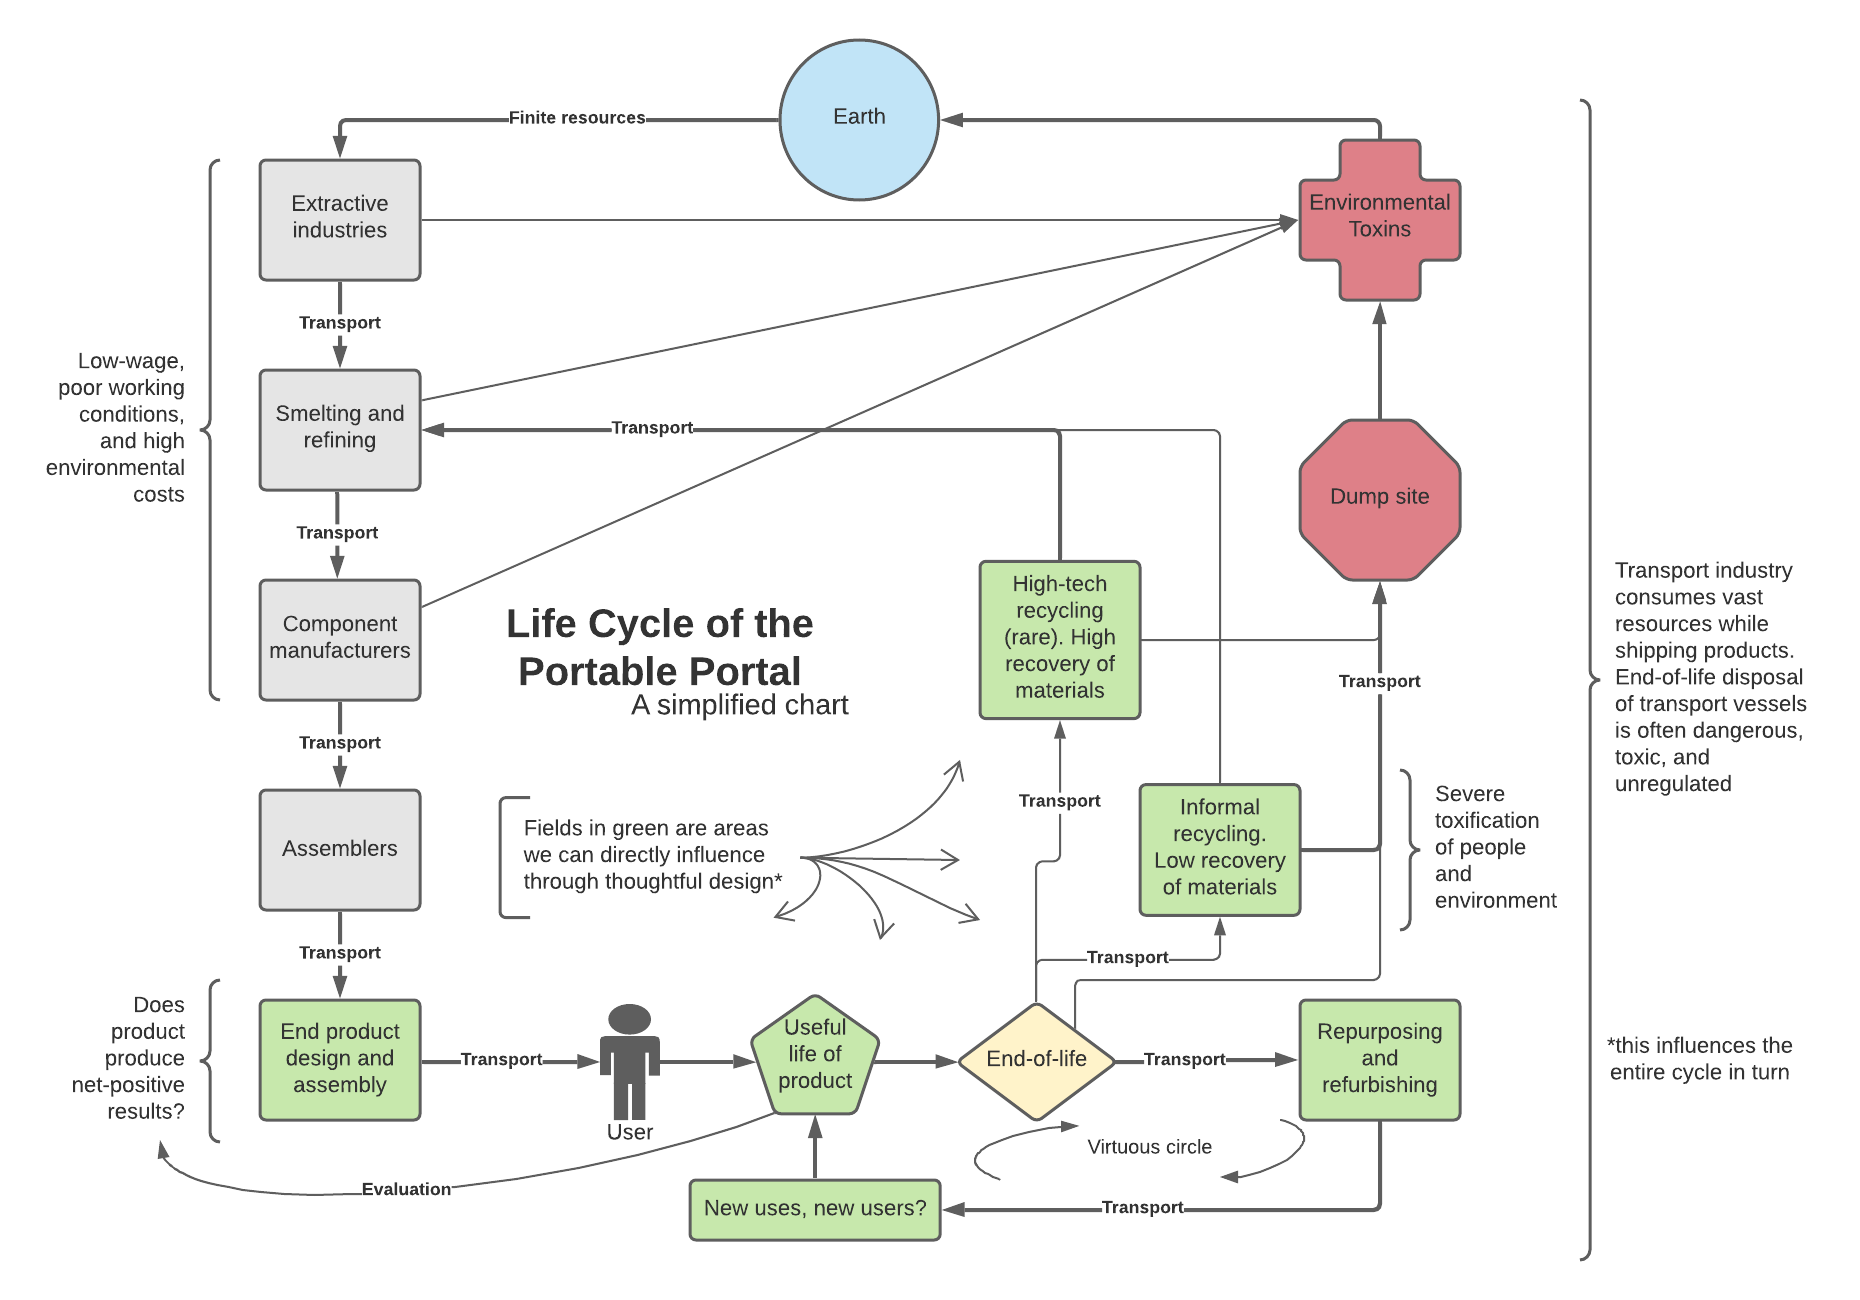 Earth
Finite resources
Extractive
industries
Environmental
Toxins
Transport
Low-wage,
poor working
conditions,
and high
environmental
costs
Smelting and
refining
Transport
Dump site
Transport
Component
manufacturers
Life Cycle of the
Portable Portal
A simplified chart
High-tech
recycling
(rare). High
recovery of
materials
Transport
Transport industry
consumes vast
resources while
shipping products.
End-of-life disposal
of transport vessels
is often dangerous,
toxic, and
unregulated
Transport
Assemblers
Fields in green are areas
we can directly influence
through thoughtful design*
Transport
Informal
recycling.
Low recovery
of materials
Severe
toxification
of people
and
environment
Transport
Transport
Does
product
produce
net-positive
results?
End product
design and
assembly
Transport
User
Useful
life of
product
End-of-life
Transport
Repurposing
and
refurbishing
*this influences the
entire cycle in turn
Virtuous circle
Evaluation
New uses, new users?
Transport